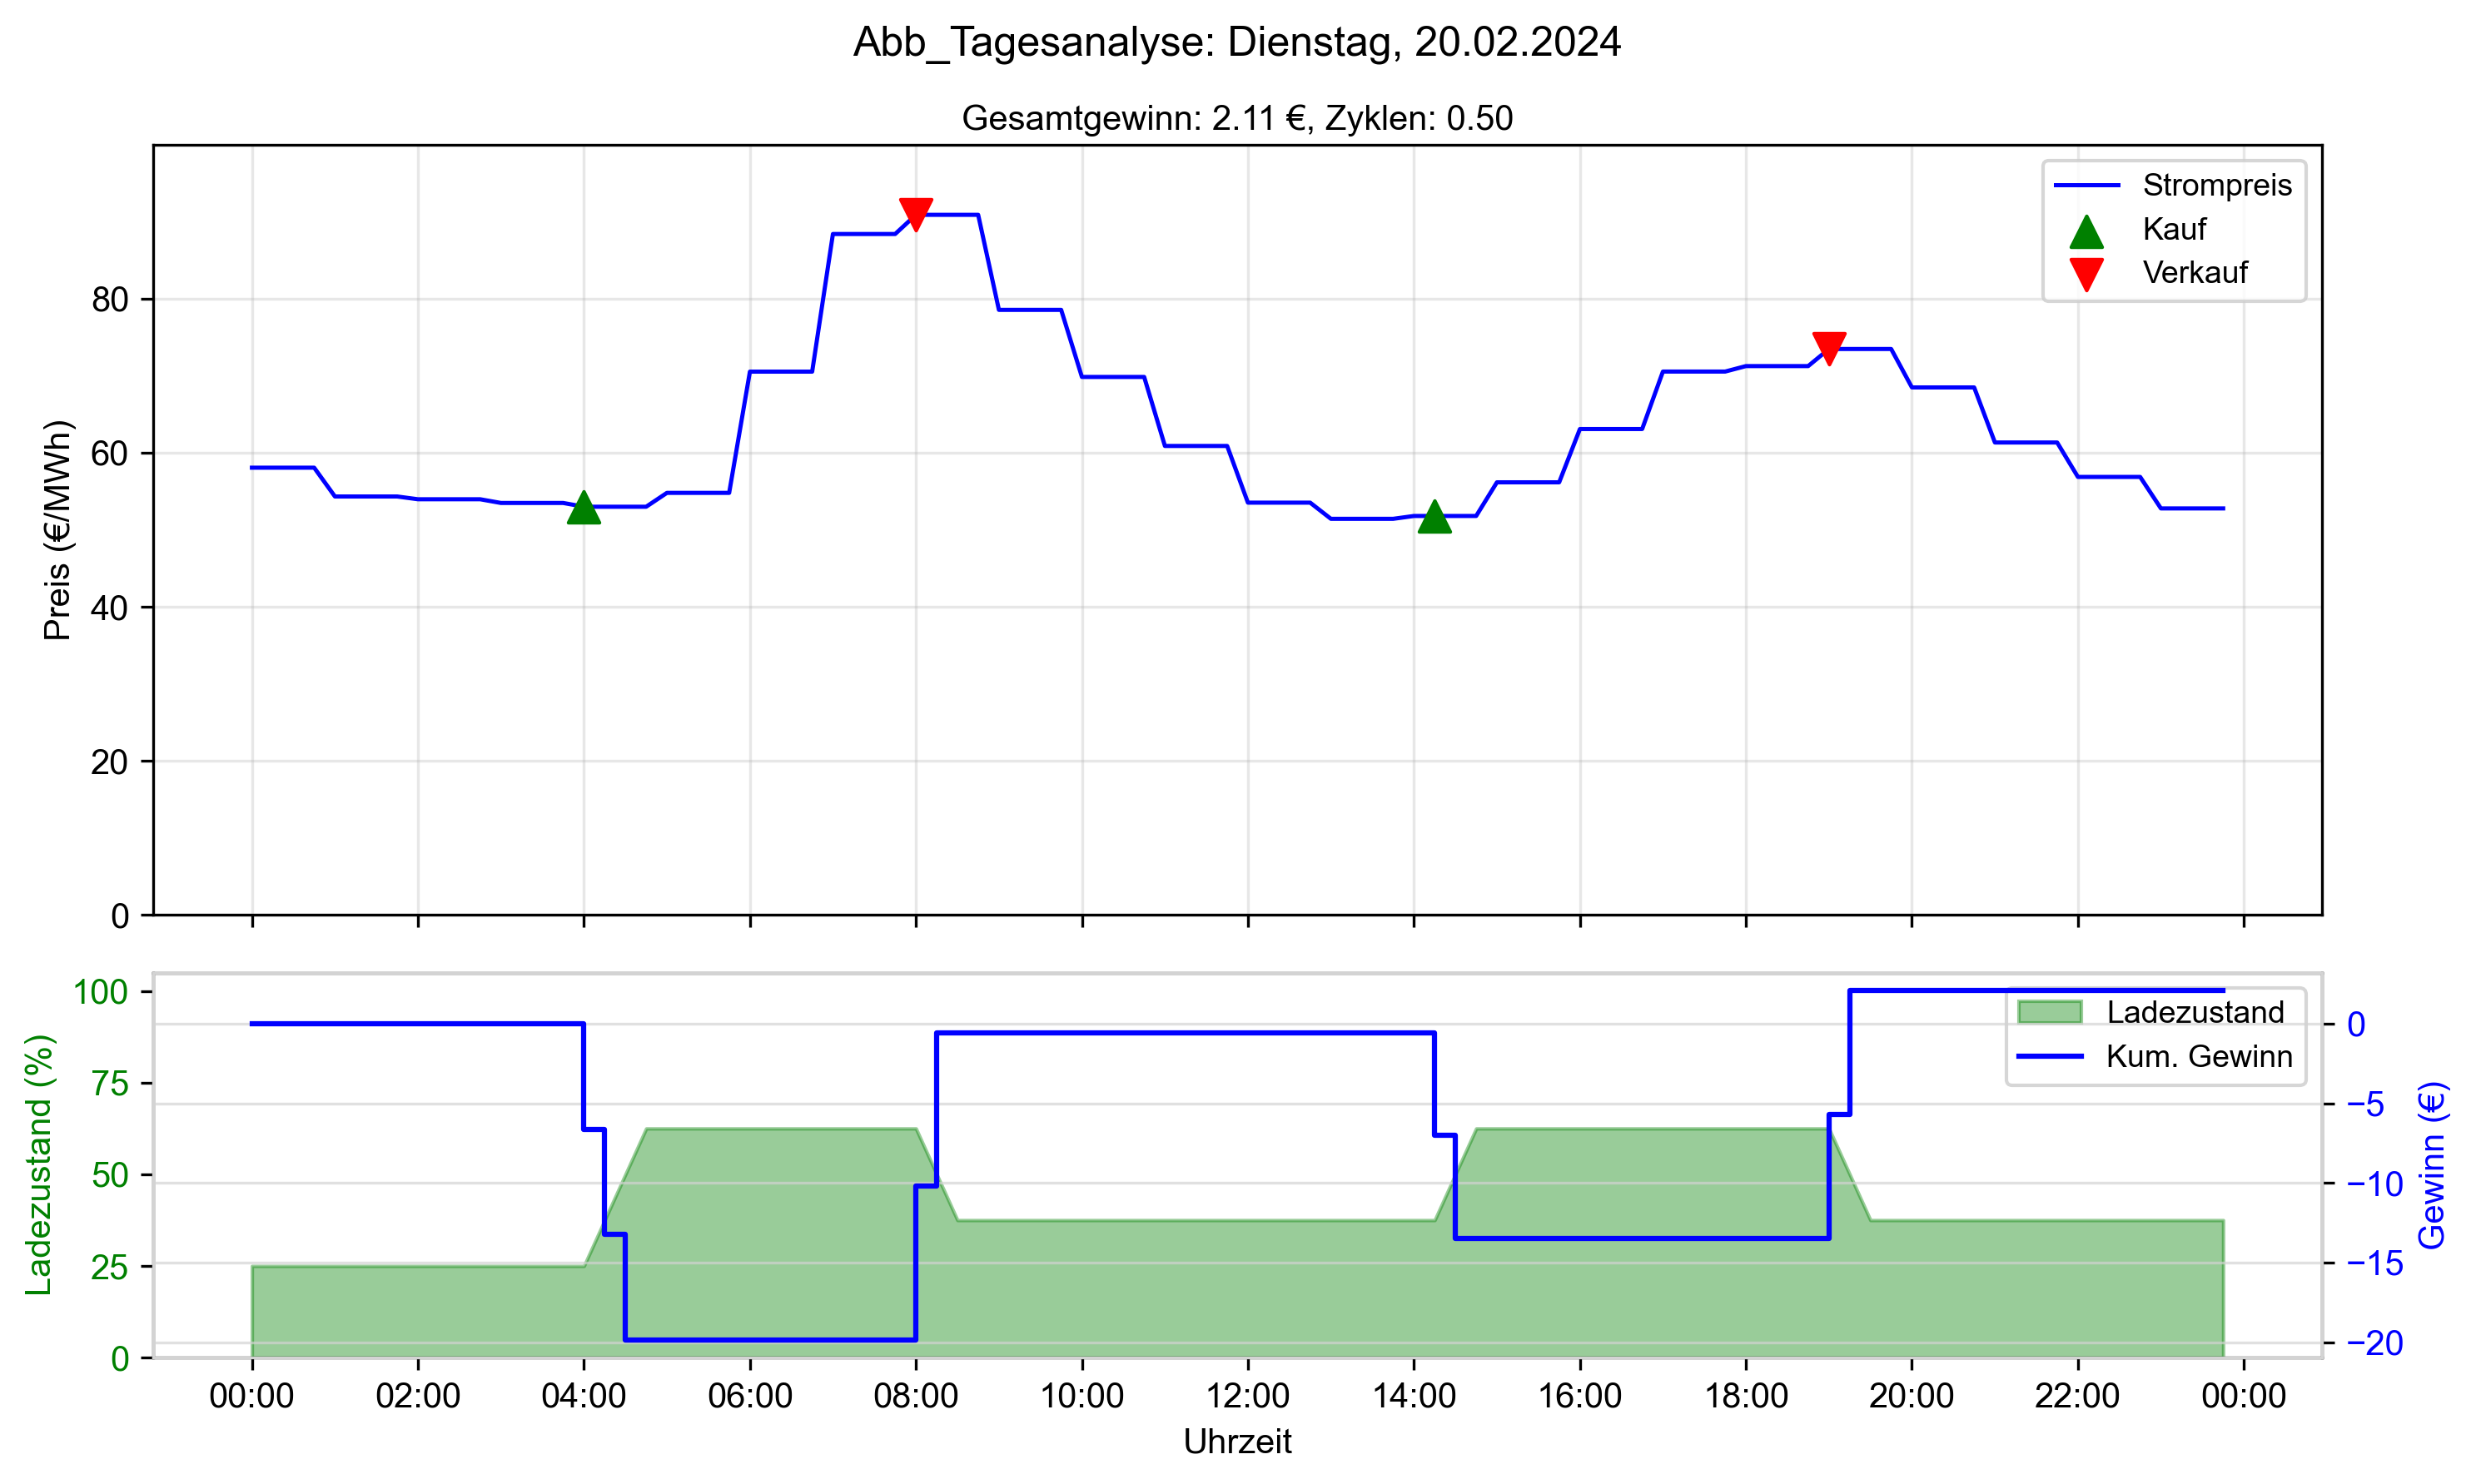 Abb_Tagesanalyse: Dienstag, 20.02.2024
Gesamtgewinn: 2.11 €, Zyklen: 0.50
Strompreis
Kauf
Verkauf
Preis (€/MWh)
80
60
40
20
0
Ladezustand (%)
100
75
50
25
0
Ladezustand
Kum. Gewinn
0
−5
−10
−15
−20
Gewinn (€)
00:00 02:00 04:00 06:00 08:00 10:00 12:00 14:00 16:00 18:00 20:00 22:00 00:00
Uhrzeit